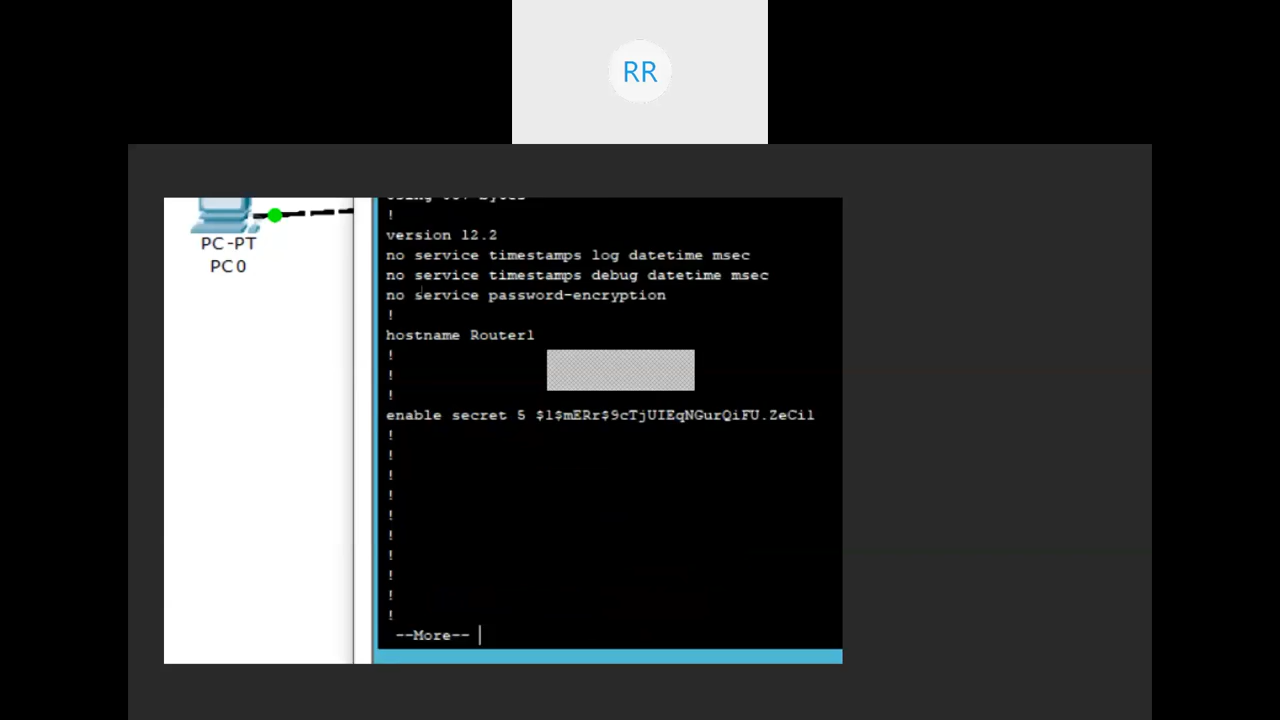 RR
PC-PT
PC0
!
version 12.2
no service timestamps log datetime msec
no service timestamps debug datetime msec
no service password-encryption
!
hostname Router1
!
!
!
enable secret 5 $1$mERr$9cTjUIEqNGurQiFU.ZeCi1
!
!
!
!
!
!
!
!
!
!
--More--